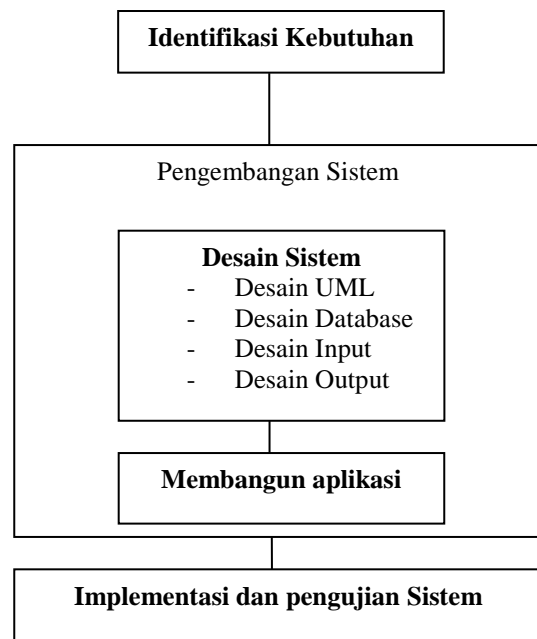 Identifikasi Kebutuhan
Pengembangan Sistem
Desain Sistem
- Desain UML
- Desain Database
- Desain Input
- Desain Output
Membangun aplikasi
Implementasi dan pengujian Sistem